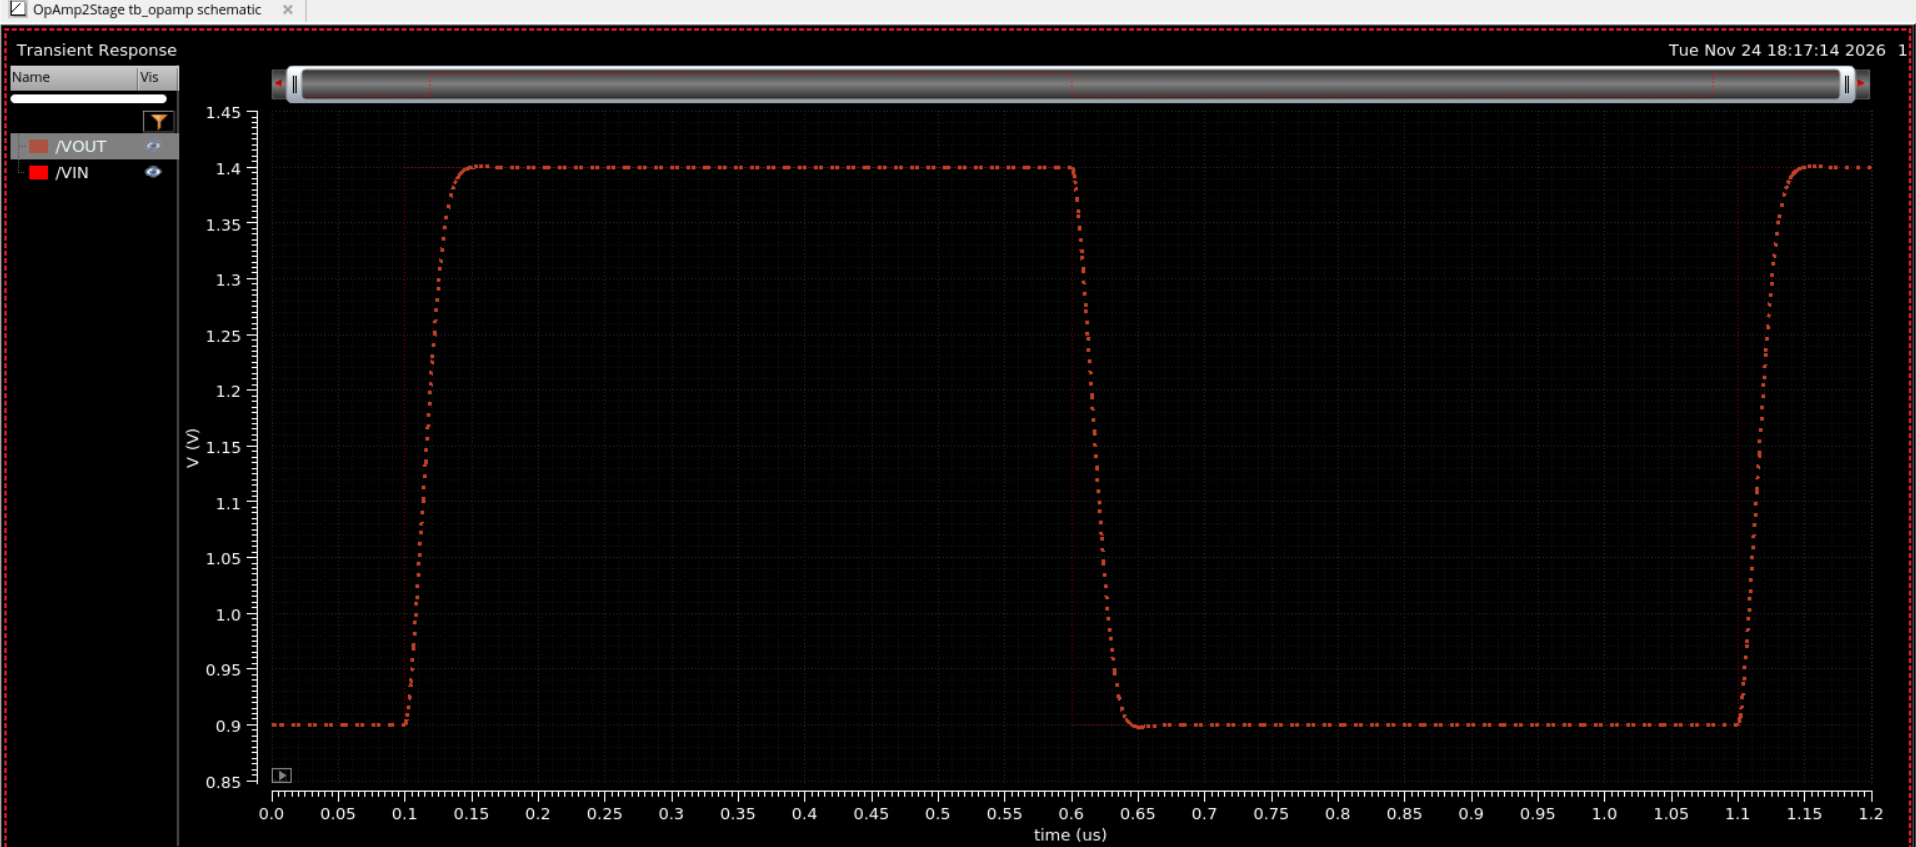 OpAmp2Stage tb_opamp schematic
Transient Response
Tue Nov 24 18:17:14 2026 1
Name Vis
/VOUT
/VIN
V (V)
1.45
1.4
1.35
1.3
1.25
1.2
1.15
1.1
1.05
1.0
0.95
0.9
0.85
0.0 0.05 0.1 0.15 0.2 0.25 0.3 0.35 0.4 0.45 0.5 0.55 0.6 0.65 0.7 0.75 0.8 0.85 0.9 0.95 1.0 1.05 1.1 1.15 1.2
time (us)